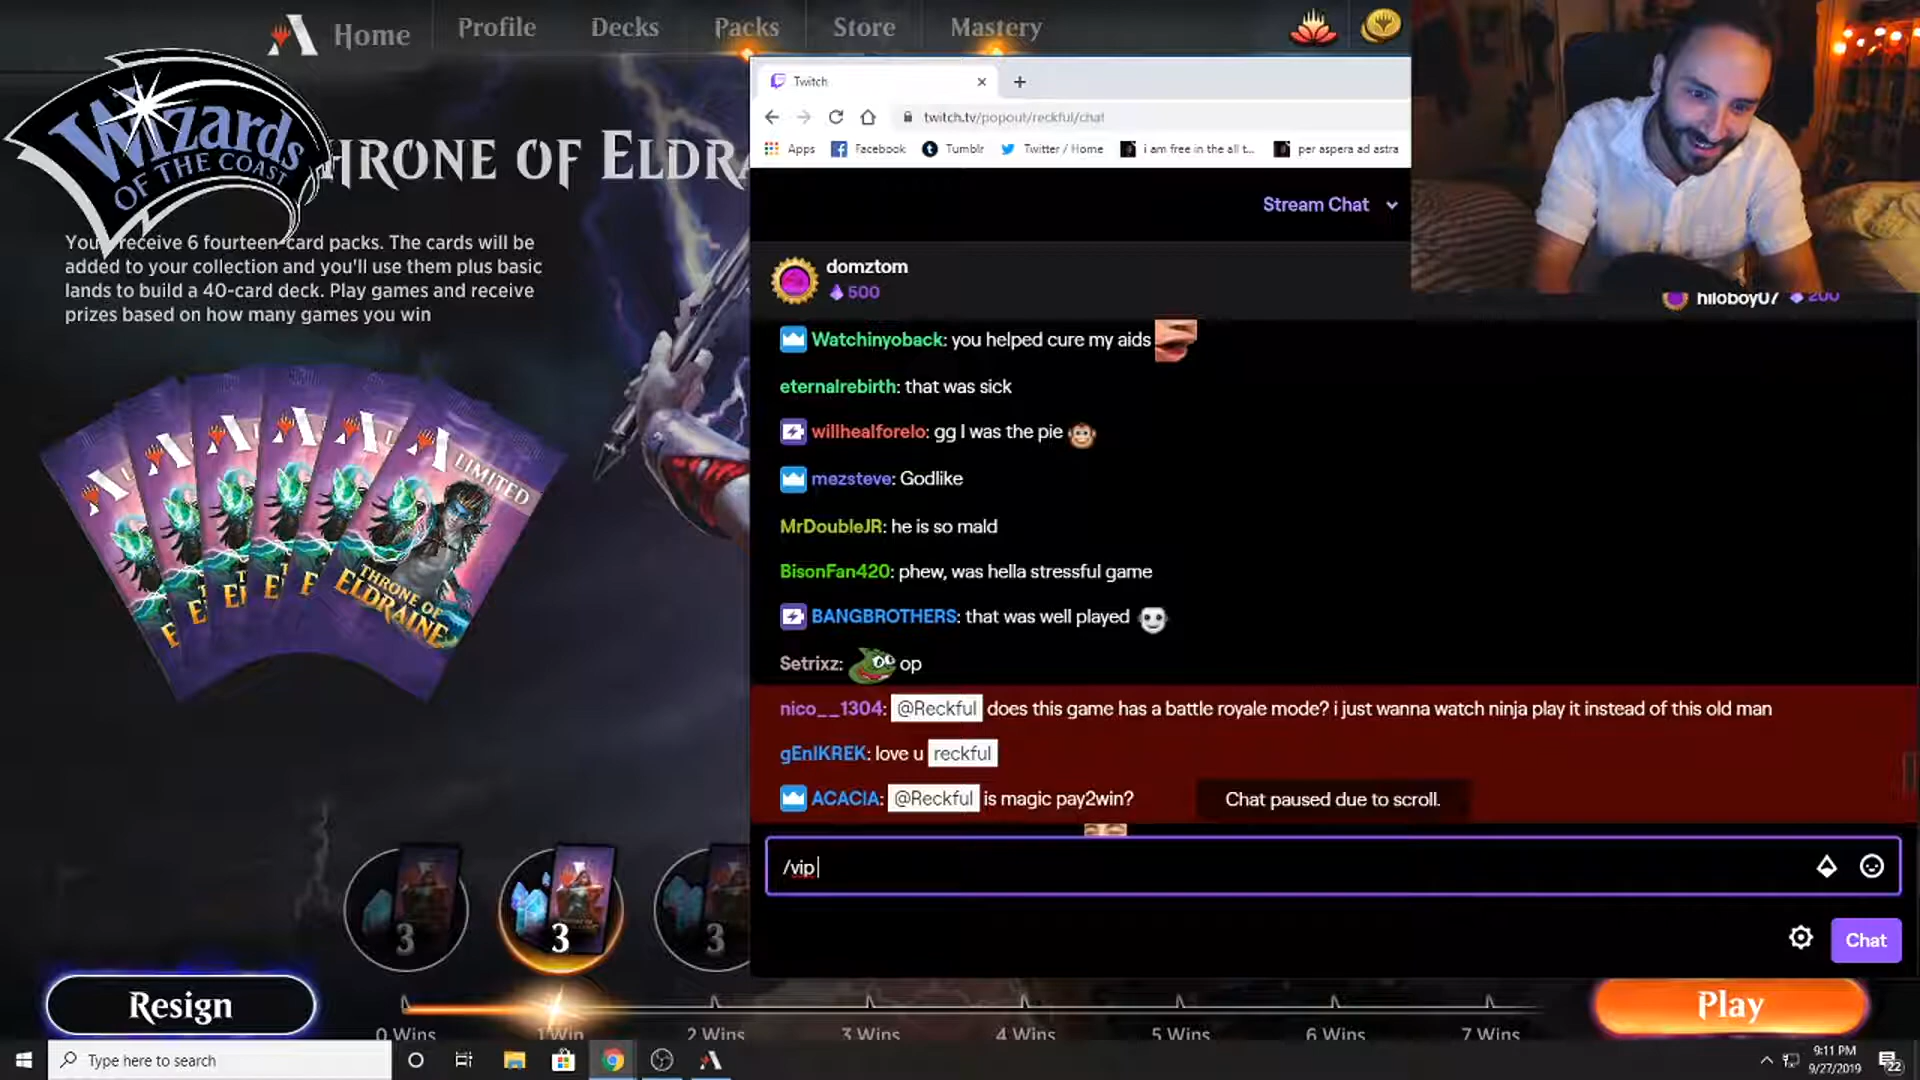 Home
Profile
Decks
Packs
Store
Mastery
Wizards
OF THE COAST
THRONE OF ELDRA
receive 6 fourteen-card packs. The cards will be
added to your collection and you'll use them plus basic
lands to build a 40-card deck. Play games and receive
prizes based on how many games you win
LIMITED
THRONE OF
ELDRAINE
3
3
3
Resign
0 Wins
1 Win
2 Wins
3 Wins
4 Wins
5 Wins
6 Wins
7 Wins
Play
Twitch
twitch.tv/popout/reckful/chat
Apps
Facebook
Tumblr
Twitter / Home
i am free in the all t...
per aspera ad astra
Stream Chat
domztom
500
hiloboy07
200
Watchinyoback: you helped cure my aids
eternalrebirth: that was sick
willhealforelo: gg I was the pie
mezsteve: Godlike
MrDoubleJR: he is so mald
BisonFan420: phew, was hella stressful game
BANGBROTHERS: that was well played
Setrixz: op
nico__1304: @Reckful does this game has a battle royale mode? i just wanna watch ninja play it instead of this old man
gEnIKREK: love u reckful
ACACIA: @Reckful is magic pay2win?
Chat paused due to scroll.
/vip
Chat
Type here to search
9:11 PM
9/27/2019
22